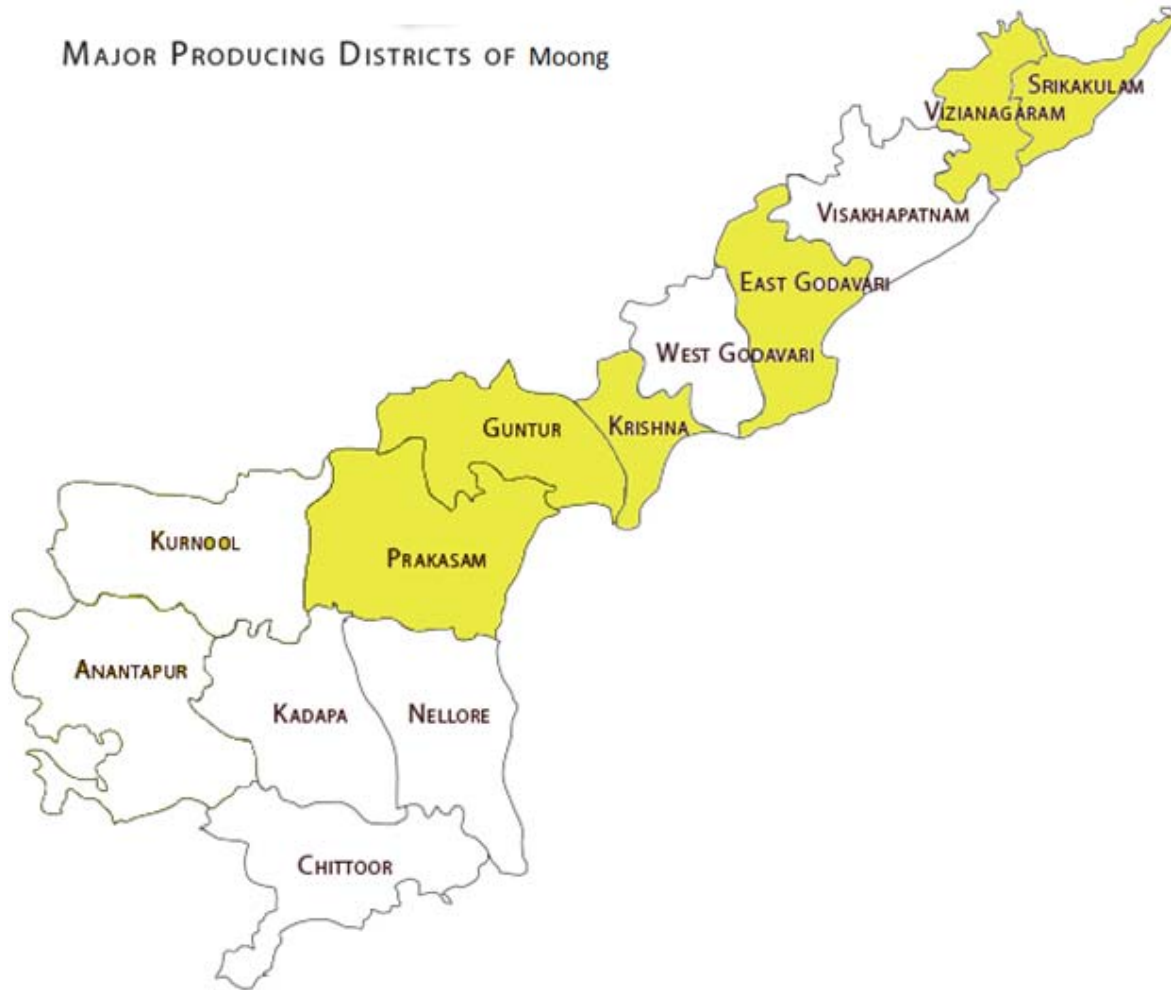 MAJOR PRODUCING DISTRICTS OF Moong
SRIKAKULAM
VIZIANAGARAM
VISAKHAPATNAM
EAST GODAVARI
WEST GODAVARI
GUNTUR
KRISHNA
KURNOOL
PRAKASAM
ANANTAPUR
KADAPA
NELLORE
CHITTOOR